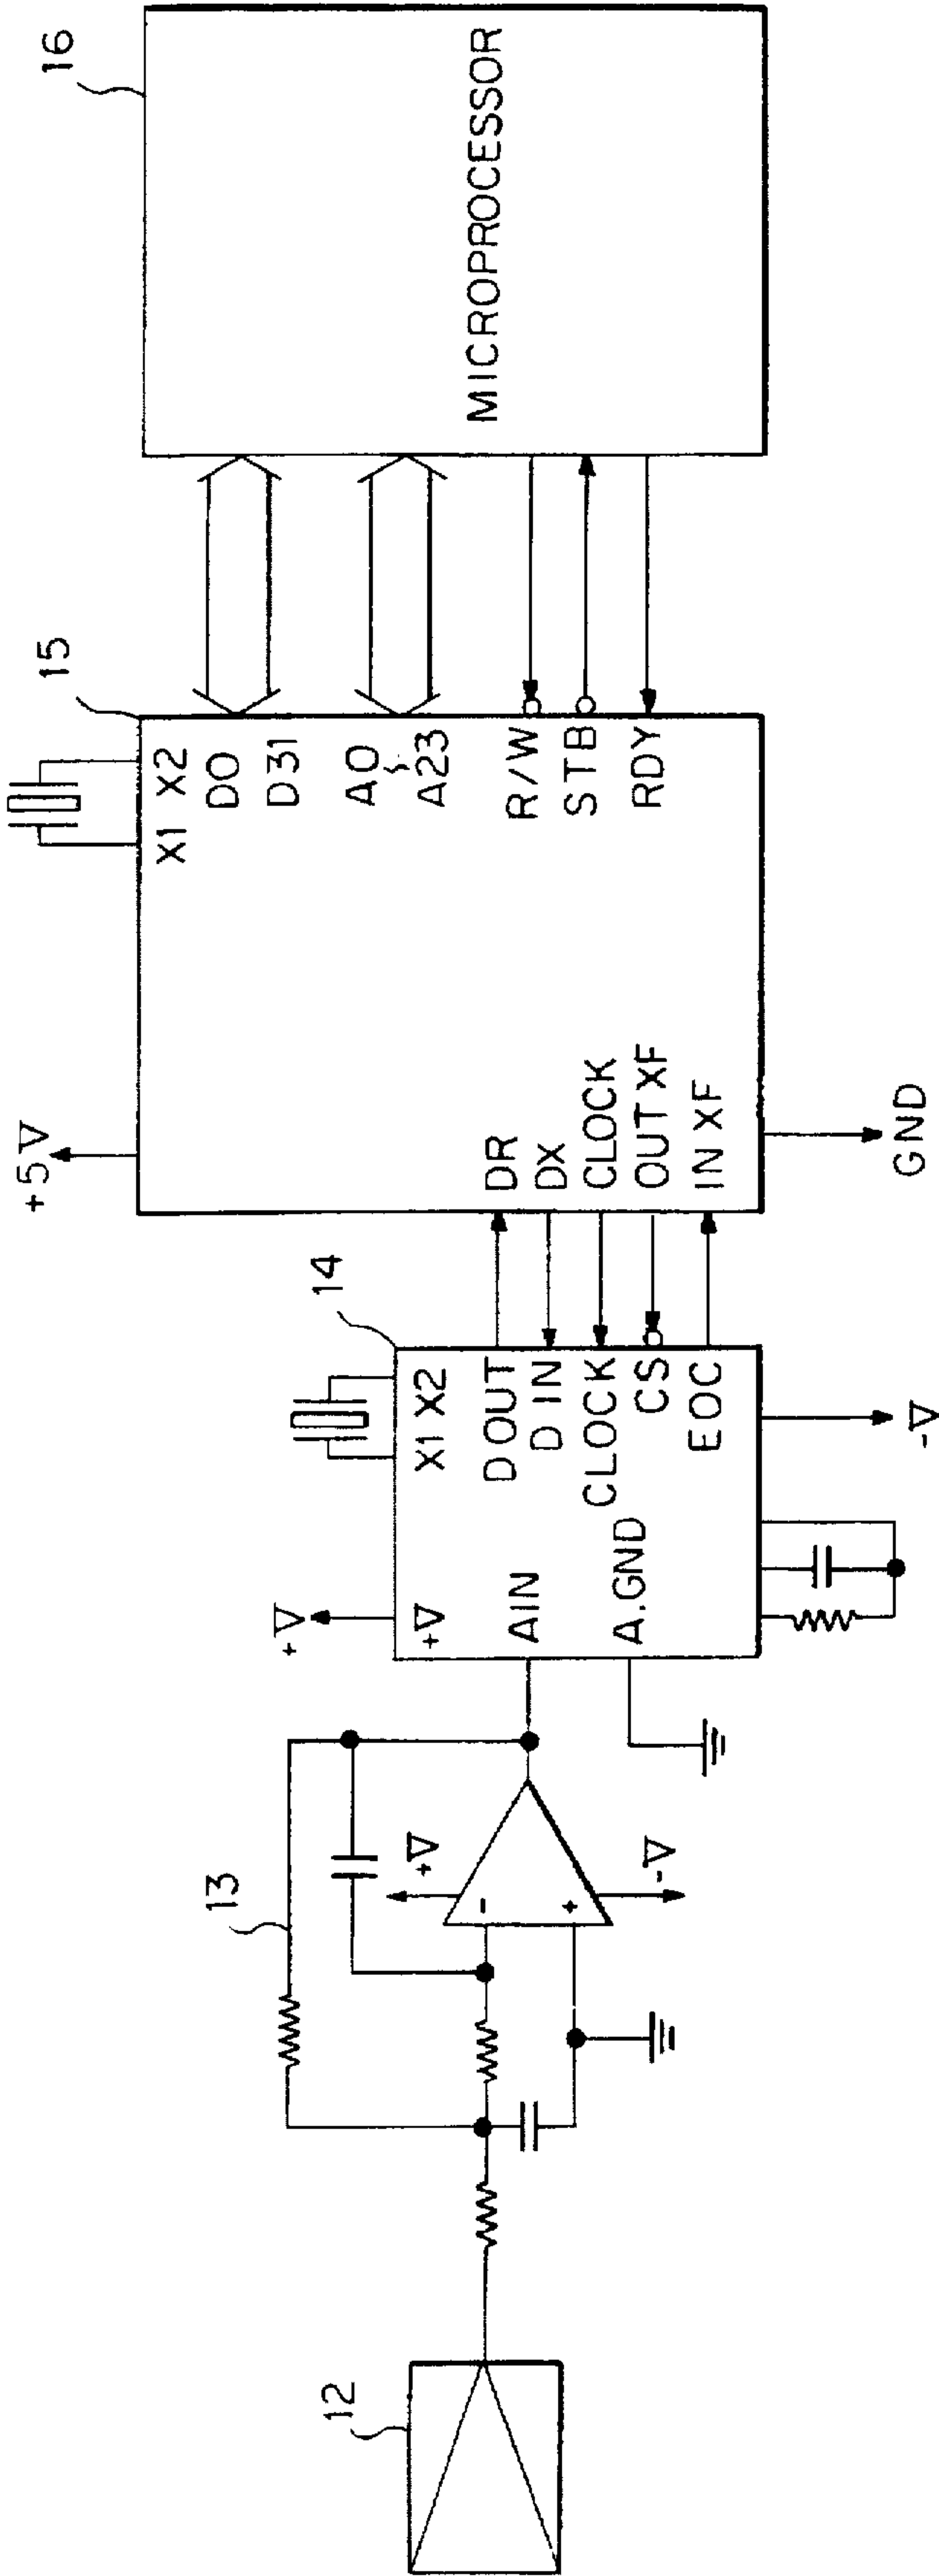 12
13
-
+
+V
-V
14
+V
+V
X1 X2
AIN
A.GND
D OUT
D IN
CLOCK
CS
EOC
-V
15
+5V
X1 X2
D0
D31
A0
A23
R/W
STB
RDY
DR
DX
CLOCK
OUT XF
IN XF
GND
16
MICROPROCESSOR